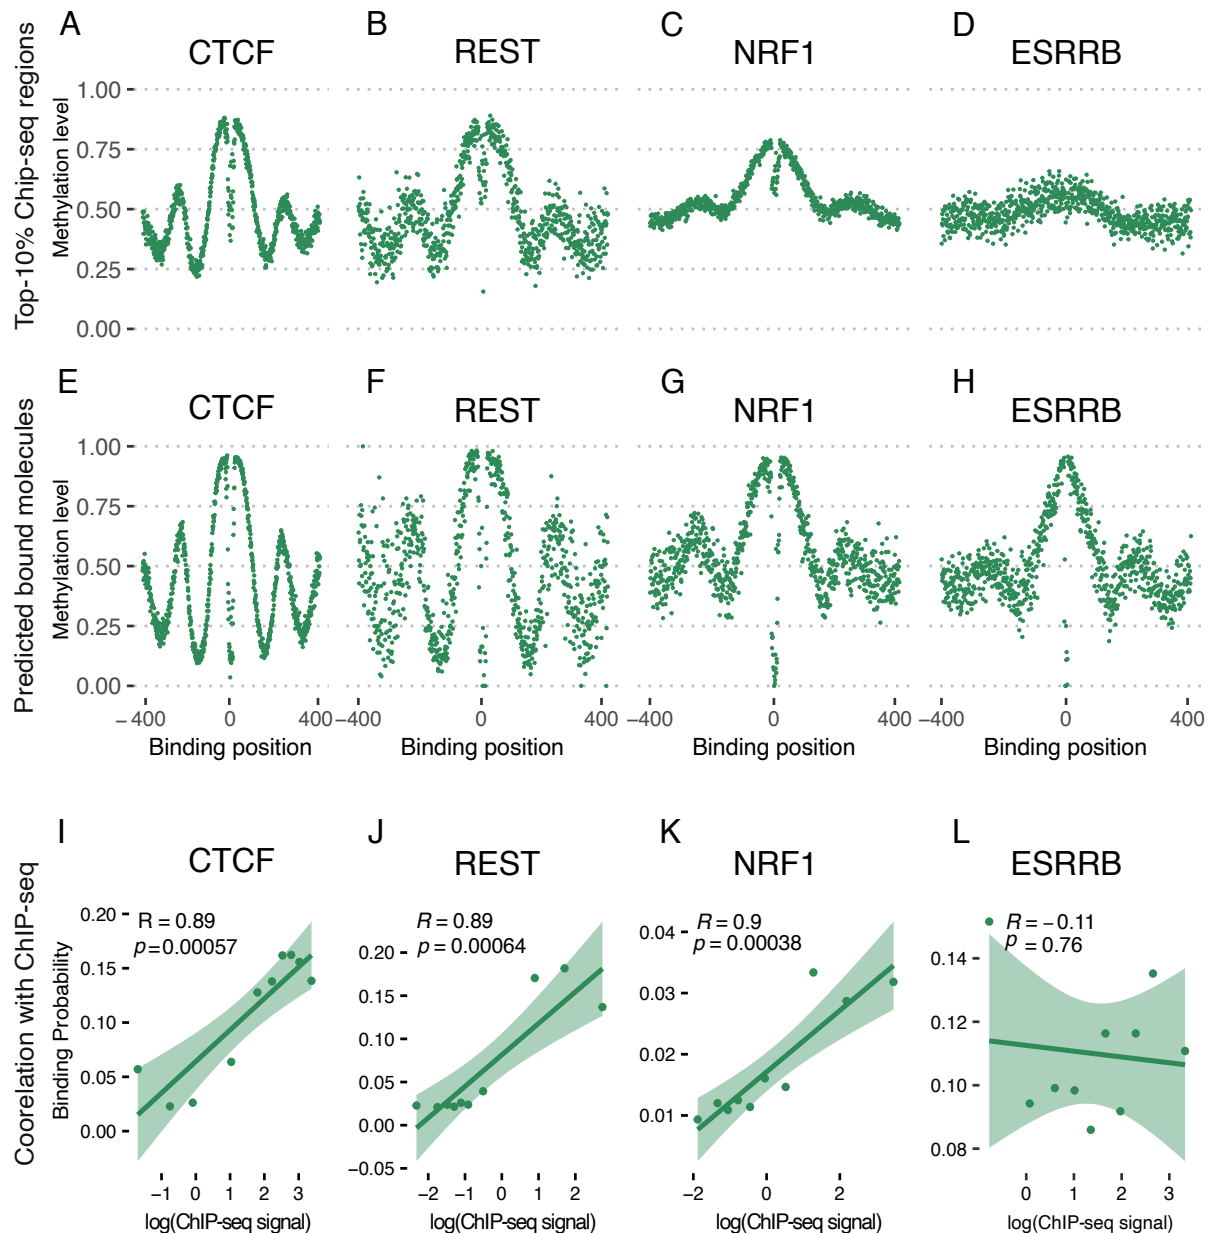 A
B
C
D
CTCF
REST
NRF1
ESRRB
Top-10% Chip-seq regions
Methylation level
1.00
0.75
0.50
0.25
0.00
E
F
G
H
CTCF
REST
NRF1
ESRRB
Predicted bound molecules
Methylation level
1.00
0.75
0.50
0.25
0.00
−400 0 400
−400 0 400
−400 0 400
−400 0 400
Binding position
Binding position
Binding position
Binding position
I
J
K
L
CTCF
REST
NRF1
ESRRB
Coorelation with ChIP-seq
Binding Probability
R = 0.89
p=0.00057
0.20
0.15
0.10
0.05
0.00
−1 0 1 2 3
log(ChIP-seq signal)
R = 0.89
p=0.00064
0.20
0.15
0.10
0.05
0.00
−0.05
−2 −1 0 1 2
log(ChIP-seq signal)
R = 0.9
p=0.00038
0.04
0.03
0.02
0.01
−2 0 2
log(ChIP-seq signal)
R = −0.11
p = 0.76
0.14
0.12
0.10
0.08
0 1 2 3
log(ChIP-seq signal)